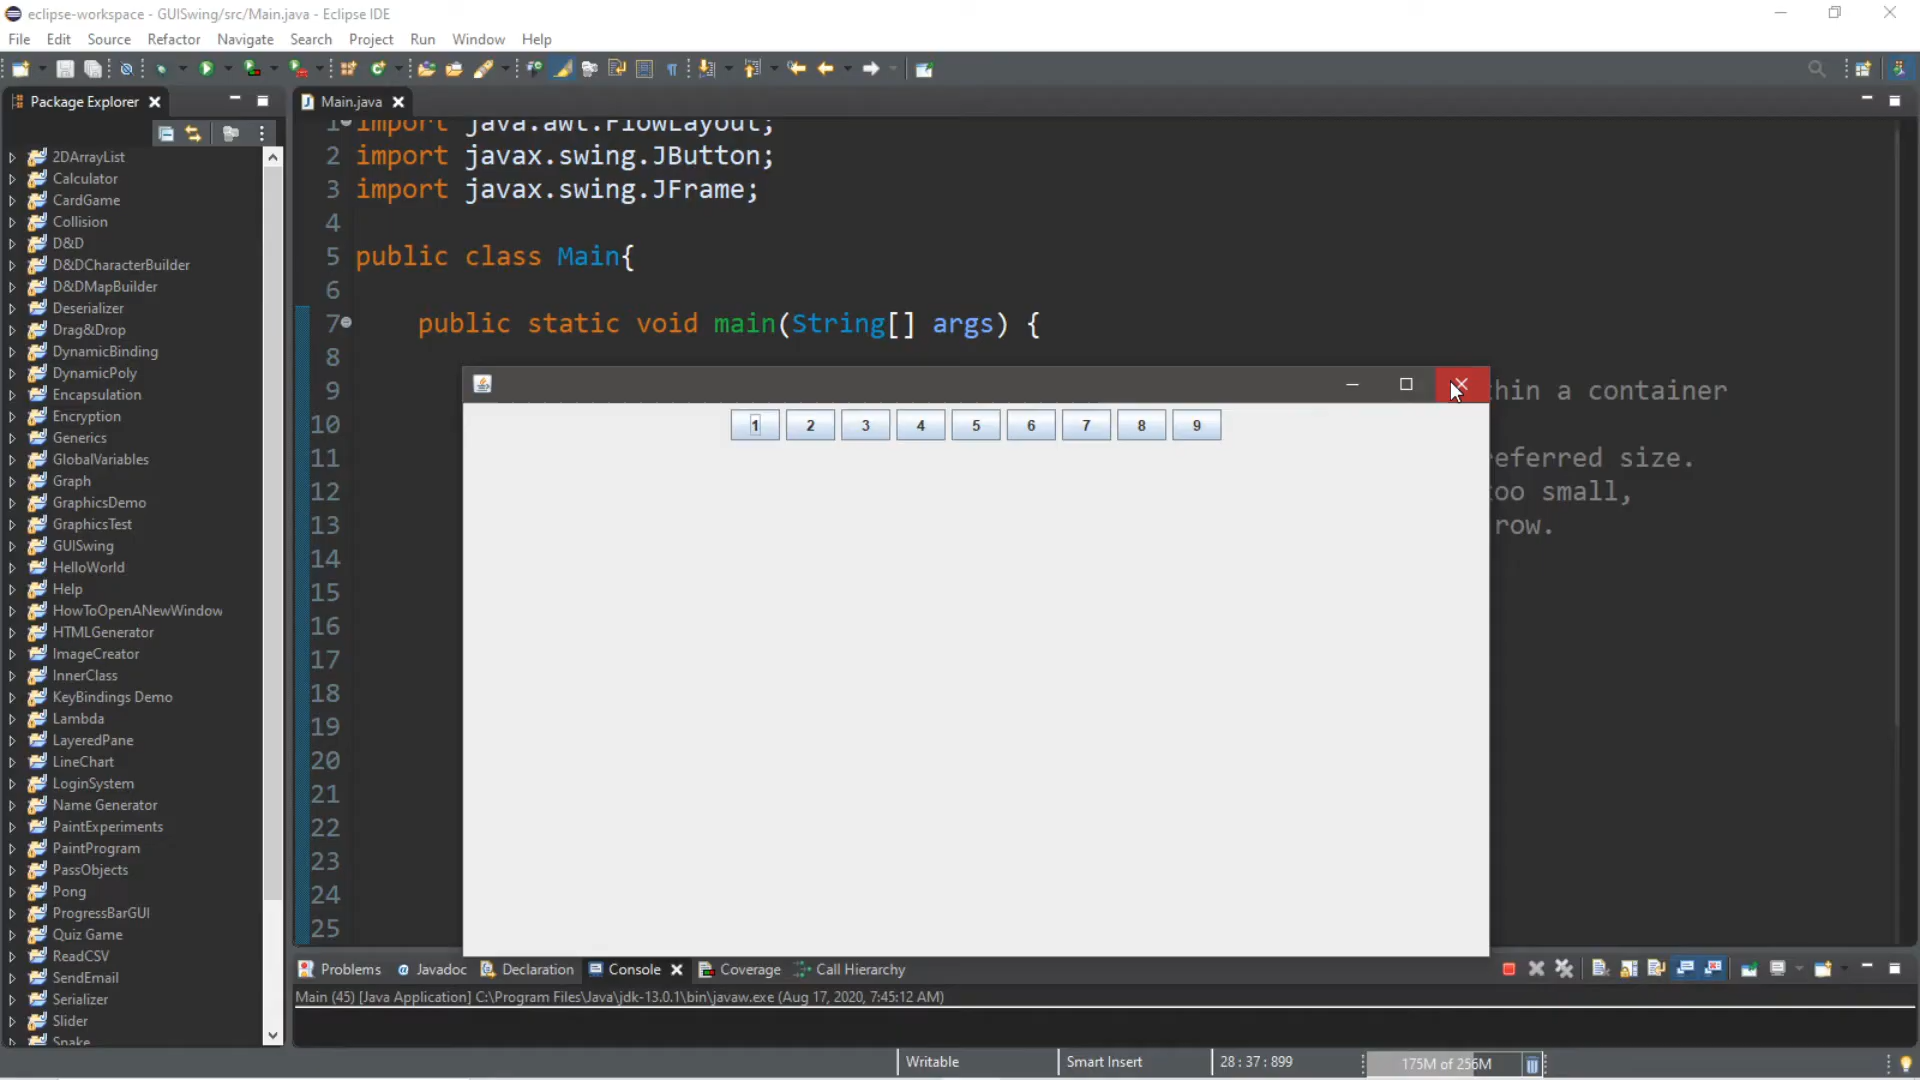 eclipse-workspace - GUISwing/src/Main.java - Eclipse IDE
File Edit Source Refactor Navigate Search Project Run Window Help
Package Explorer
2DArrayList
Calculator
CardGame
Collision
D&D
D&DCharacterBuilder
D&DMapBuilder
Deserializer
Drag&Drop
DynamicBinding
DynamicPoly
Encapsulation
Encryption
Generics
GlobalVariables
Graph
GraphicsDemo
GraphicsTest
GUISwing
HelloWorld
Help
HowToOpenANewWindow
HTMLGenerator
ImageCreator
InnerClass
KeyBindings Demo
Lambda
LayeredPane
LineChart
LoginSystem
Name Generator
PaintExperiments
PaintProgram
PassObjects
Pong
ProgressBarGUI
Quiz Game
ReadCSV
SendEmail
Serializer
Slider
Snake
Main.java
1 import java.awt.FlowLayout;
2 import javax.swing.JButton;
3 import javax.swing.JFrame;
4
5 public class Main{
6
7 public static void main(String[] args) {
8
9 hin a container
10
11 eferred size.
12 oo small,
13 row.
14
15
16
17
18
19
20
21
22
23
24
25
1 2 3 4 5 6 7 8 9
Problems Javadoc Declaration Console Coverage Call Hierarchy
Main (45) [Java Application] C:\Program Files\Java\jdk-13.0.1\bin\javaw.exe (Aug 17, 2020, 7:45:12 AM)
Writable Smart Insert 28 : 37 : 899 175M of 256M